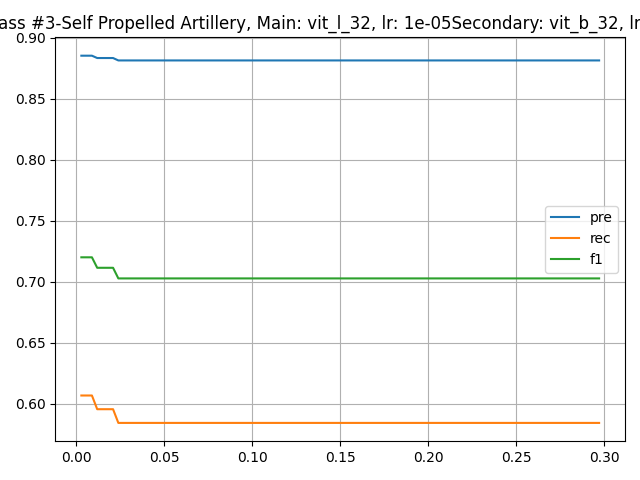 ass #3-Self Propelled Artillery, Main: vit_l_32, lr: 1e-05Secondary: vit_b_32, lr
0.90
0.85
0.80
0.75
0.70
0.65
0.60
pre
rec
f1
0.00 0.05 0.10 0.15 0.20 0.25 0.30